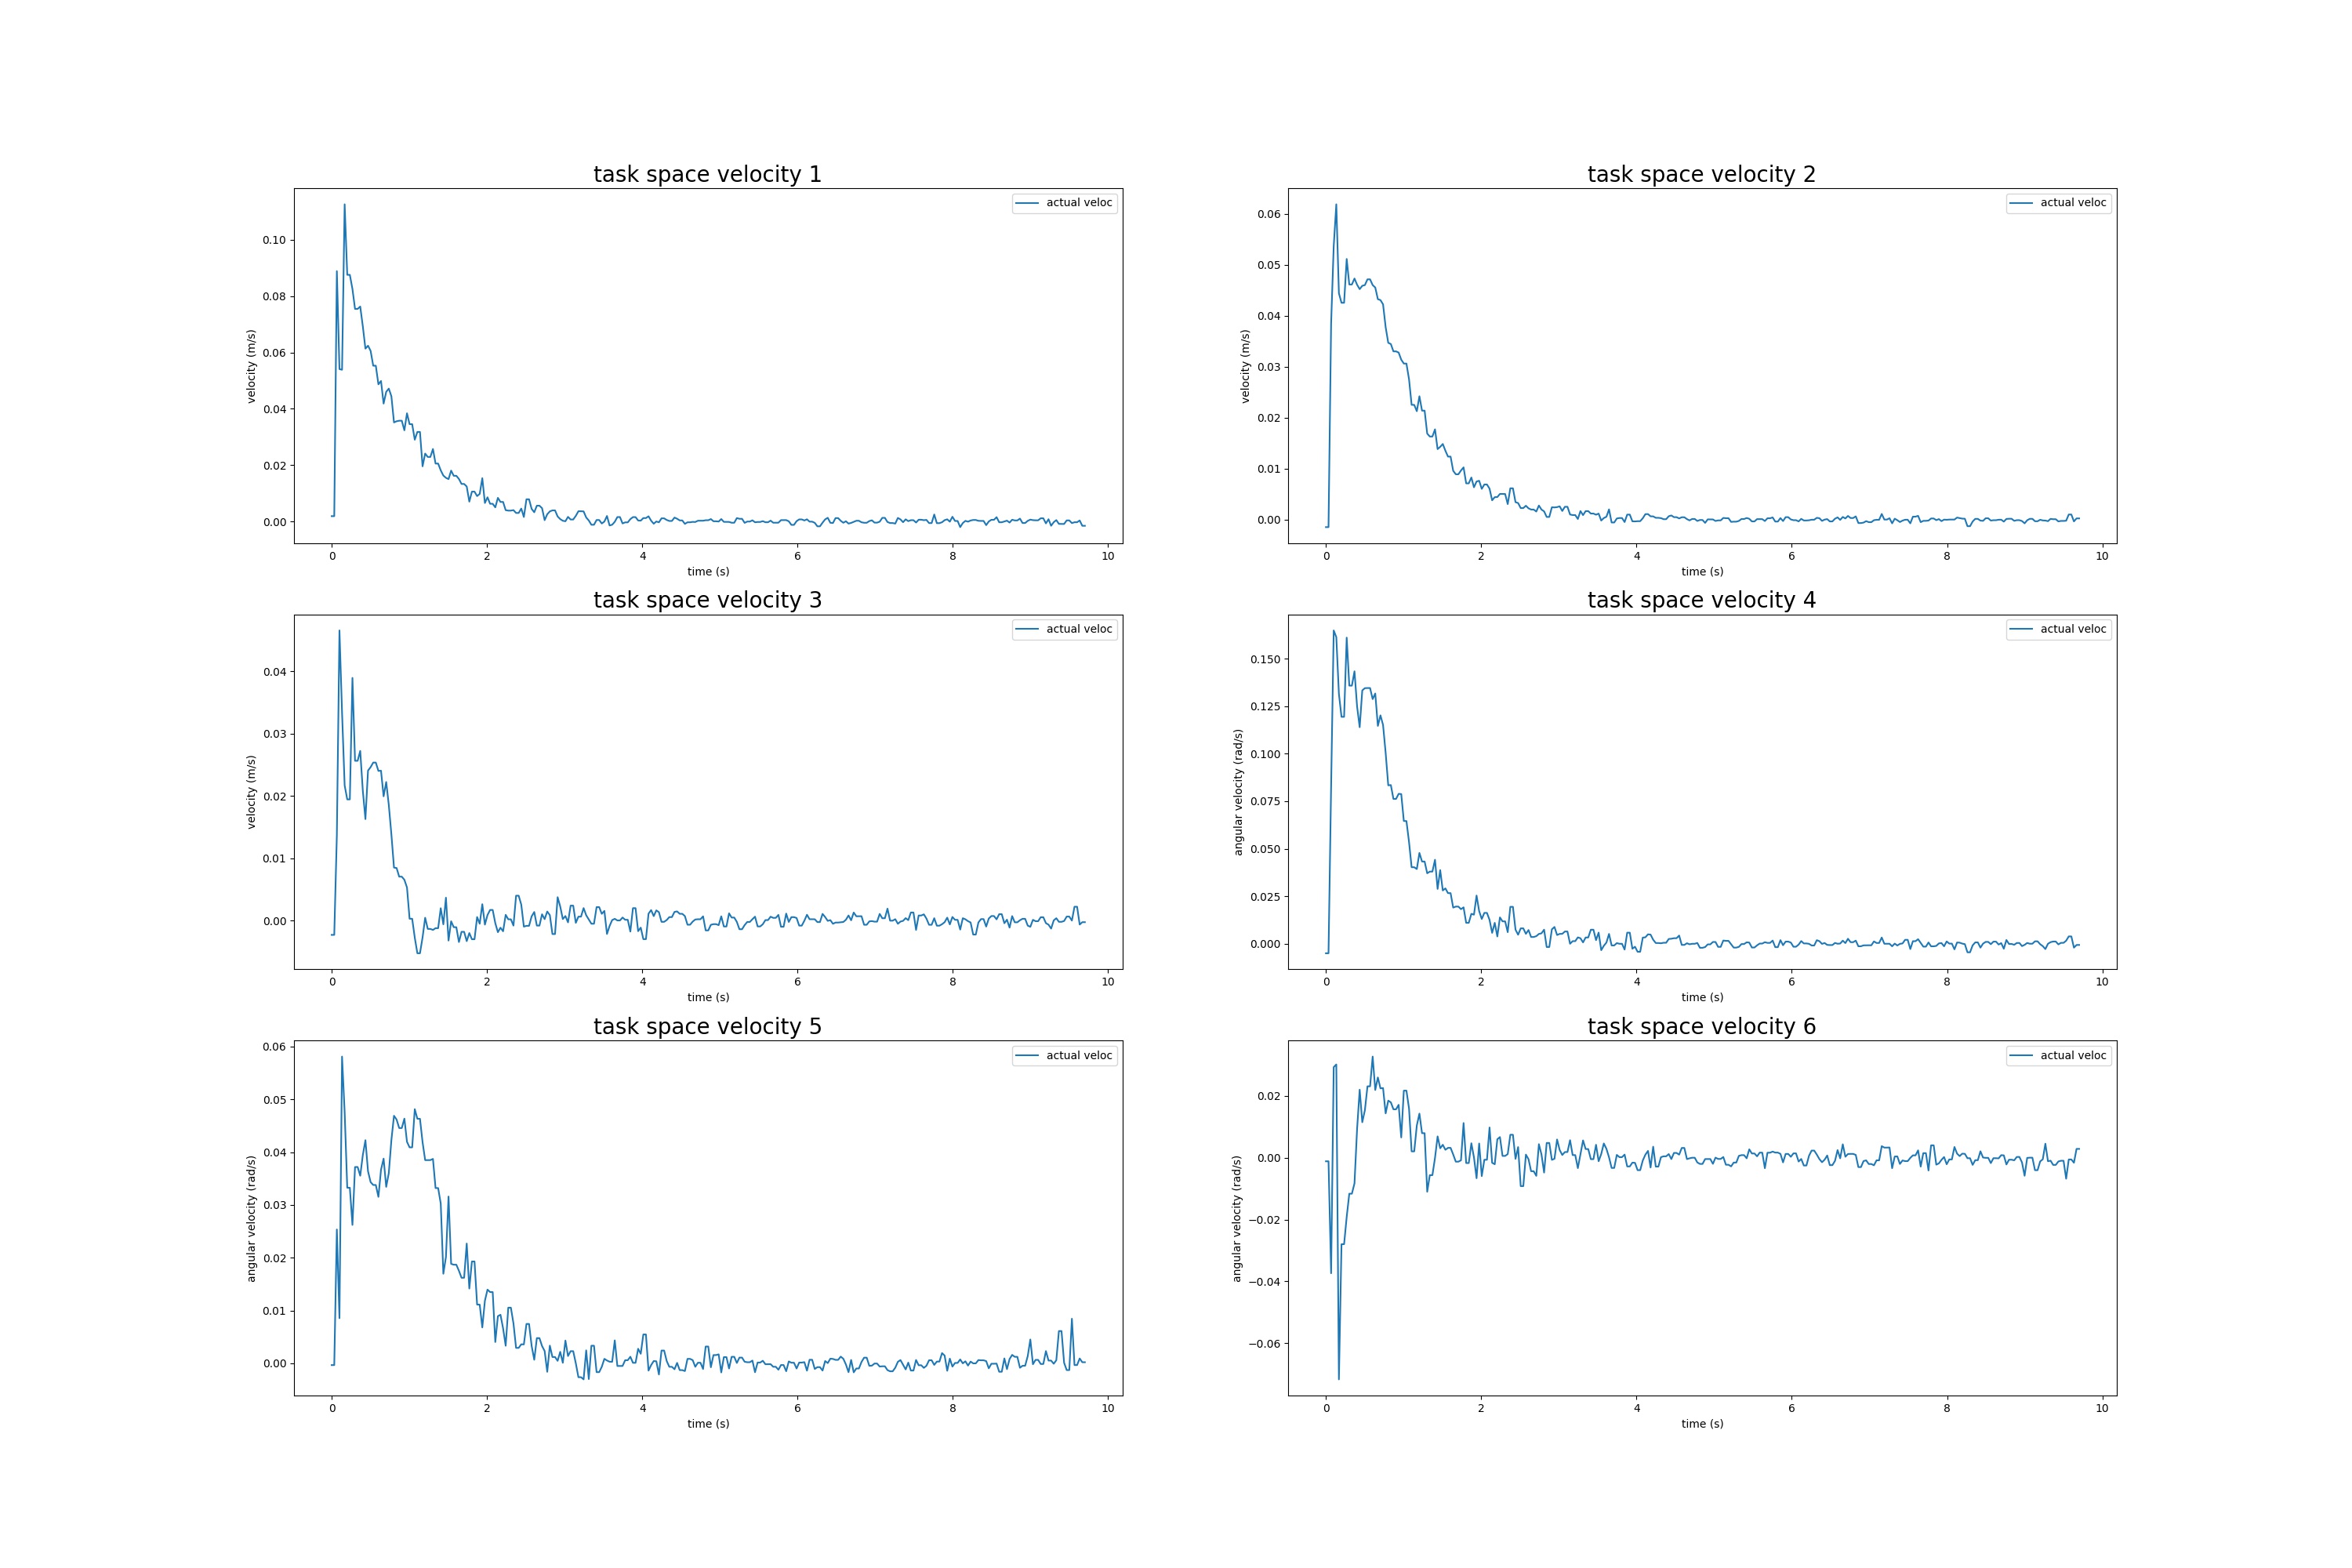 task space velocity 1
actual veloc
velocity (m/s)
0.10
0.08
0.06
0.04
0.02
0.00
0 2 4 6 8 10
time (s)
task space velocity 2
actual veloc
velocity (m/s)
0.06
0.05
0.04
0.03
0.02
0.01
0.00
0 2 4 6 8 10
time (s)
task space velocity 3
actual veloc
velocity (m/s)
0.04
0.03
0.02
0.01
0.00
0 2 4 6 8 10
time (s)
task space velocity 4
actual veloc
angular velocity (rad/s)
0.150
0.125
0.100
0.075
0.050
0.025
0.000
0 2 4 6 8 10
time (s)
task space velocity 5
actual veloc
angular velocity (rad/s)
0.06
0.05
0.04
0.03
0.02
0.01
0.00
0 2 4 6 8 10
time (s)
task space velocity 6
actual veloc
angular velocity (rad/s)
0.02
0.00
−0.02
−0.04
−0.06
0 2 4 6 8 10
time (s)